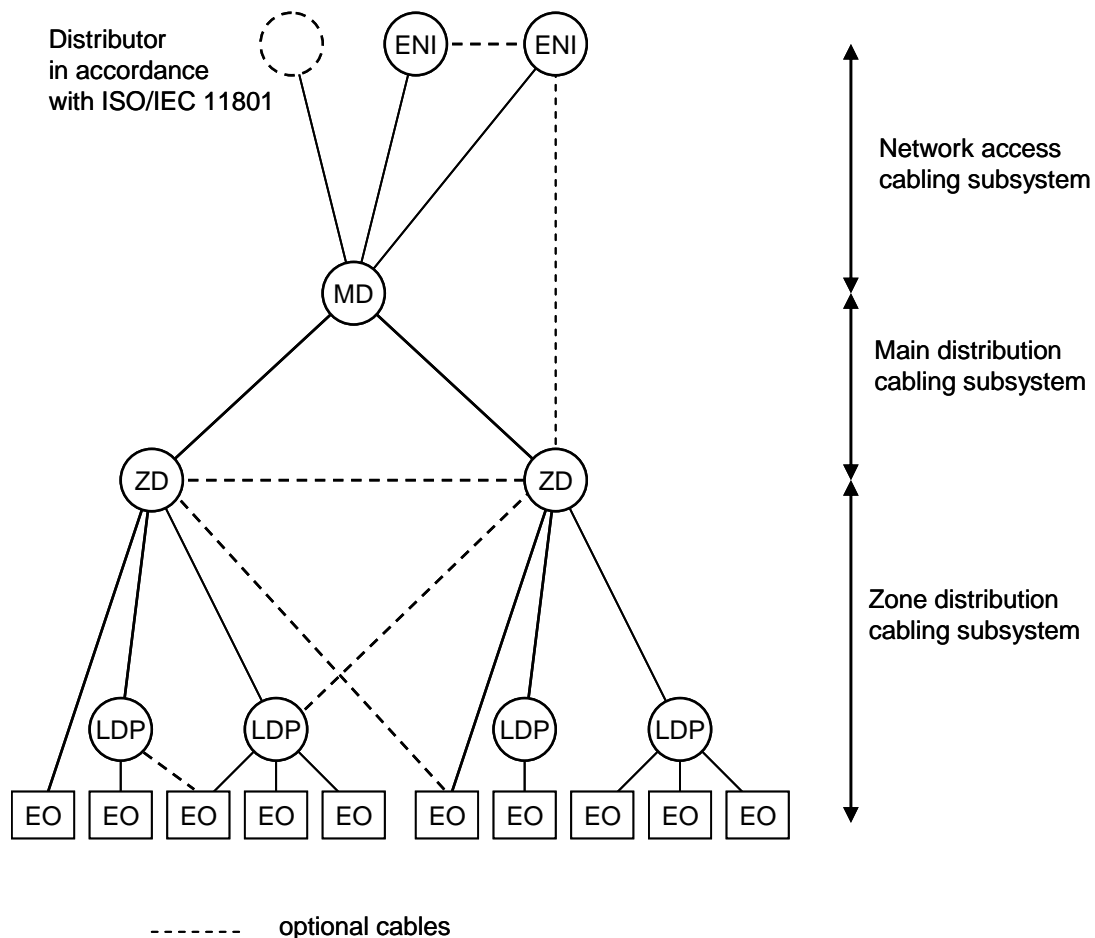 Distributor
in accordance
with ISO/IEC 11801
ENI
ENI
Network access
cabling subsystem
MD
Main distribution
cabling subsystem
ZD
ZD
Zone distribution
cabling subsystem
LDP
LDP
LDP
LDP
EO
EO
EO
EO
EO
EO
EO
EO
EO
EO
optional cables